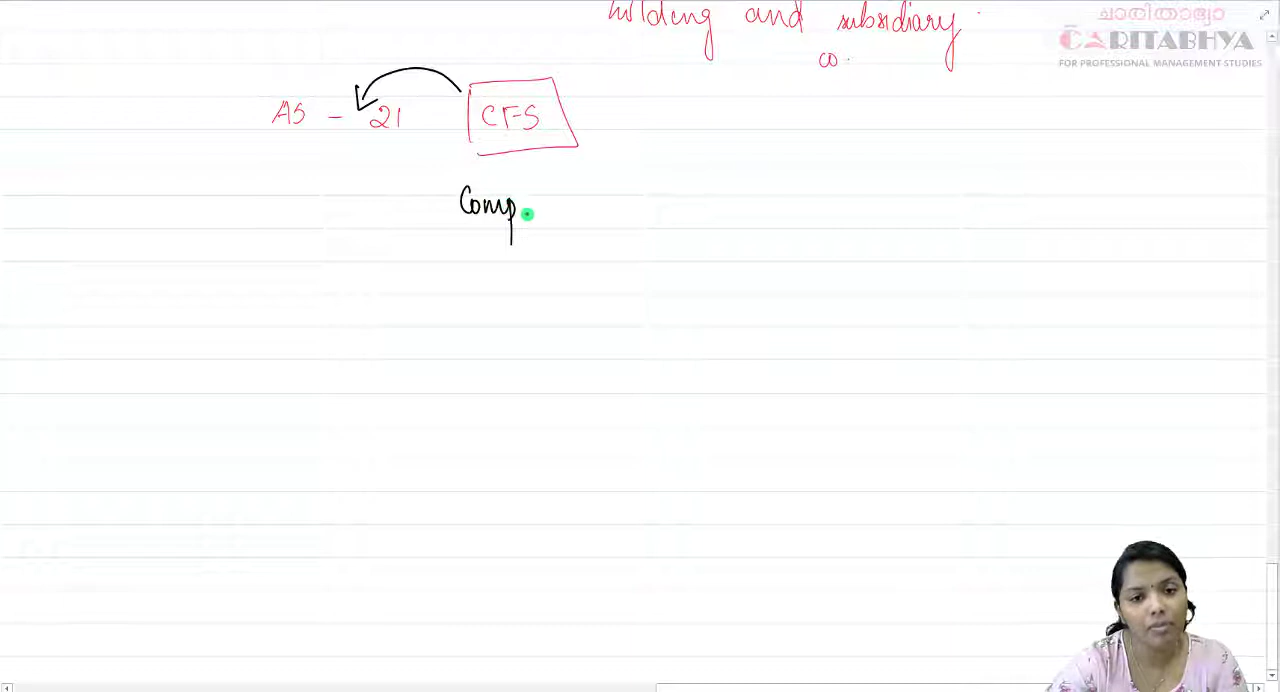 holding and subsidiary
co.
ചാരിതാഭ്യാ
CARITABHYA
FOR PROFESSIONAL MANAGEMENT STUDIES
AS - 21 CFS
Comp